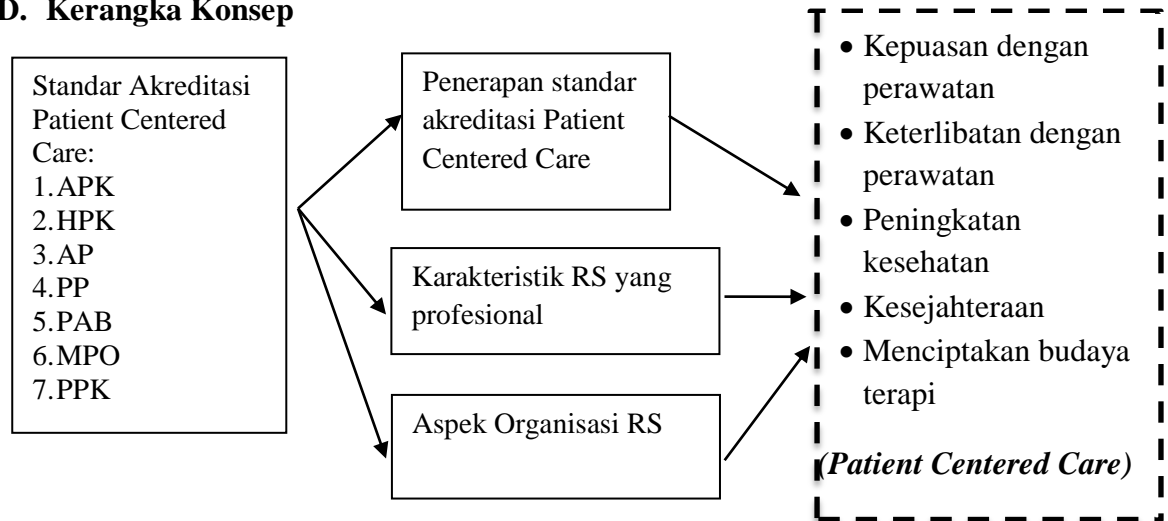 D. Kerangka Konsep
Standar Akreditasi
Patient Centered
Care:
1.APK
2.HPK
3.AP
4.PP
5.PAB
6.MPO
7.PPK
Penerapan standar
akreditasi Patient
Centered Care
Karakteristik RS yang
profesional
Aspek Organisasi RS
• Kepuasan dengan
perawatan
• Keterlibatan dengan
perawatan
• Peningkatan
kesehatan
• Kesejahteraan
• Menciptakan budaya
terapi
(Patient Centered Care)